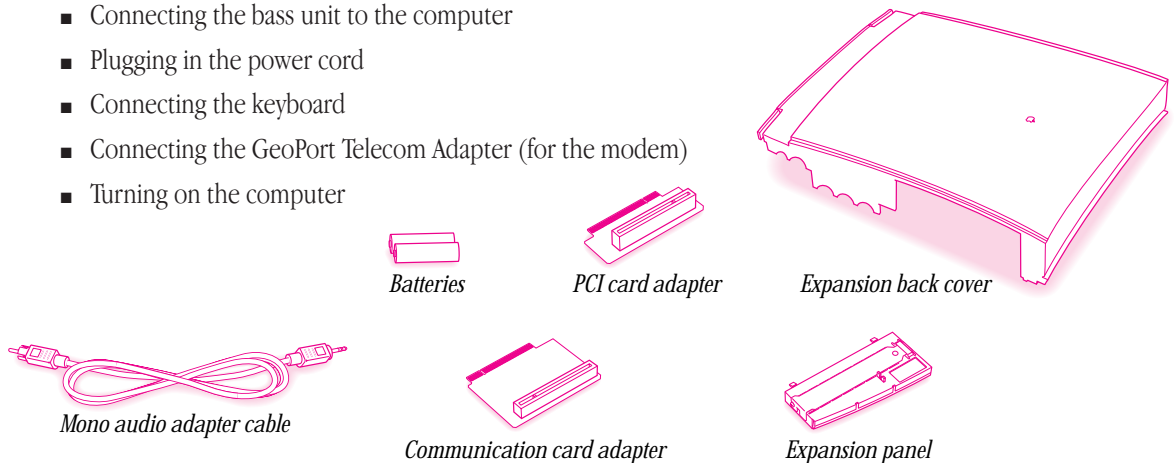 ■ Connecting the bass unit to the computer
■ Plugging in the power cord
■ Connecting the keyboard
■ Connecting the GeoPort Telecom Adapter (for the modem)
■ Turning on the computer
Batteries
PCI card adapter
Expansion back cover
Mono audio adapter cable
Communication card adapter
Expansion panel